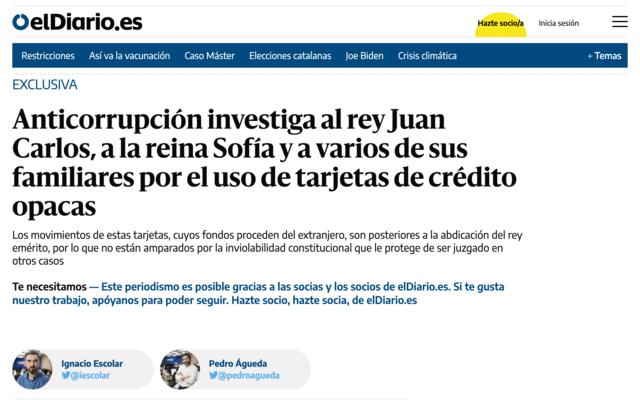 elDiario.es
Hazte socio/a
Inicia sesión
Restricciones Así va la vacunación Caso Máster Elecciones catalanas Joe Biden Crisis climática + Temas
EXCLUSIVA
Anticorrupción investiga al rey Juan
Carlos, a la reina Sofía y a varios de sus
familiares por el uso de tarjetas de crédito
opacas
Los movimientos de estas tarjetas, cuyos fondos proceden del extranjero, son posteriores a la abdicación del rey
emérito, por lo que no están amparados por la inviolabilidad constitucional que le protege de ser juzgado en
otros casos
Te necesitamos — Este periodismo es posible gracias a las socias y los socios de elDiario.es. Si te gusta
nuestro trabajo, apóyanos para poder seguir. Hazte socio, hazte socia, de elDiario.es
Ignacio Escolar
@iescolar
Pedro Águeda
@pedroagueda